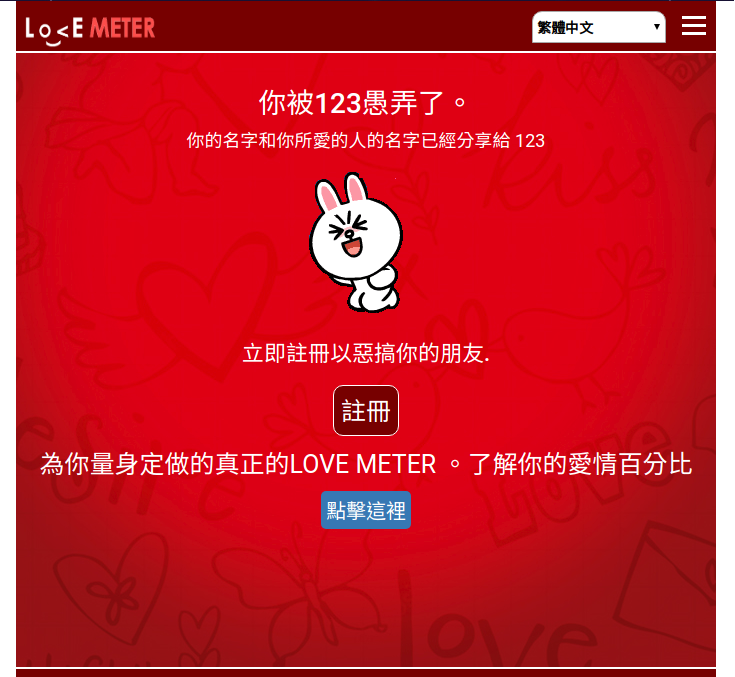 LovE METER
繁體中文
你被123愚弄了。
你的名字和你所愛的人的名字已經分享給 123
立即註冊以惡搞你的朋友.
註冊
為你量身定做的真正的LOVE METER 。了解你的愛情百分比
點擊這裡
kiss
Love
love